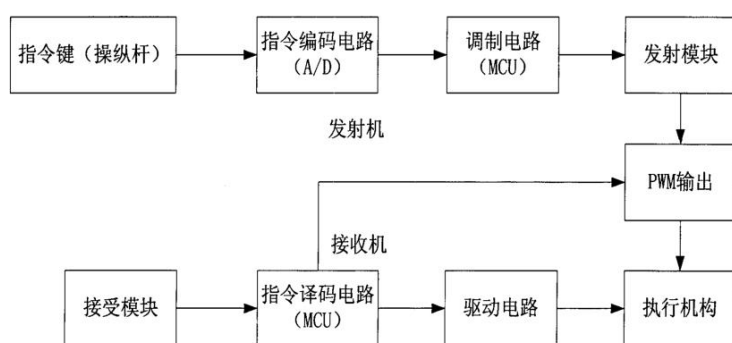 指令键（操纵杆）
指令编码电路
（A/D）
调制电路
（MCU）
发射模块
发射机
PWM输出
接收机
接受模块
指令译码电路
（MCU）
驱动电路
执行机构